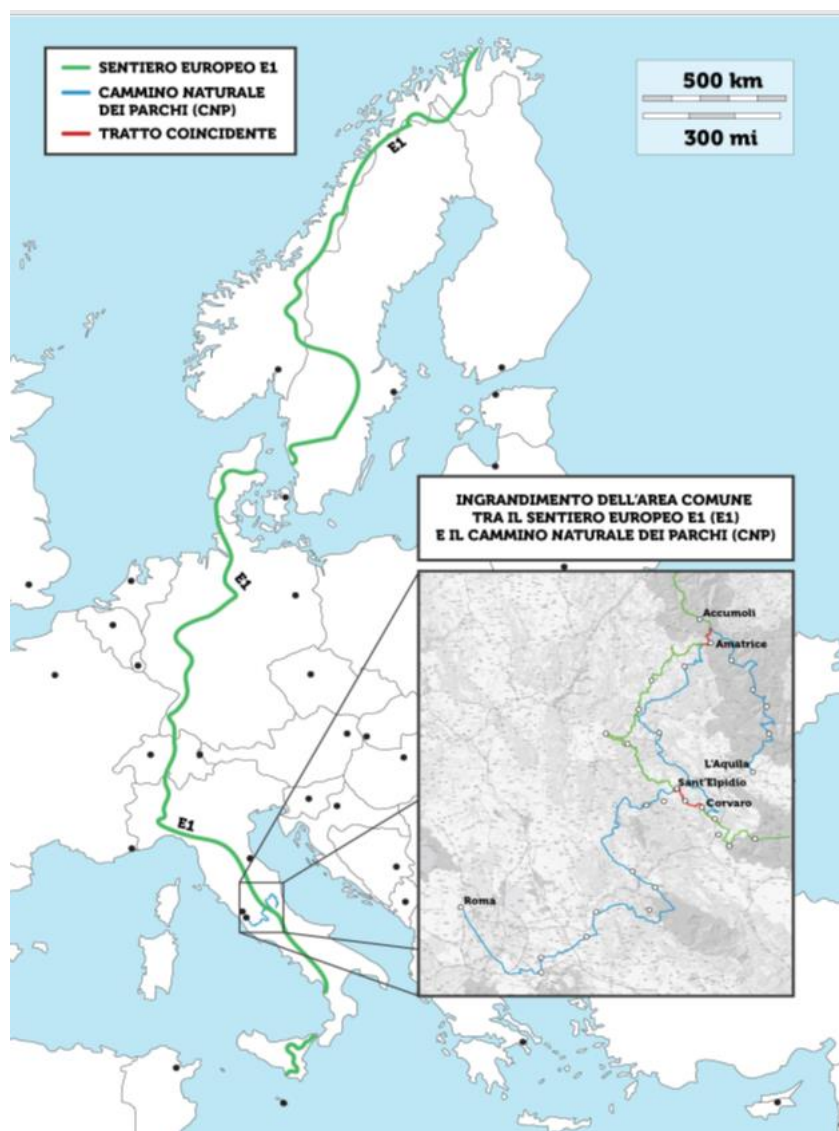 SENTIERO EUROPEO E1
CAMMINO NATURALE
DEI PARCHI (CNP)
TRATTO COINCIDENTE
500 km
300 mi
E1
INGRANDIMENTO DELL'AREA COMUNE
TRA IL SENTIERO EUROPEO E1 (E1)
E IL CAMMINO NATURALE DEI PARCHI (CNP)
E1
Accumoli
Amatrice
L'Aquila
Sant'Elpidio
Corvaro
E1
Roma